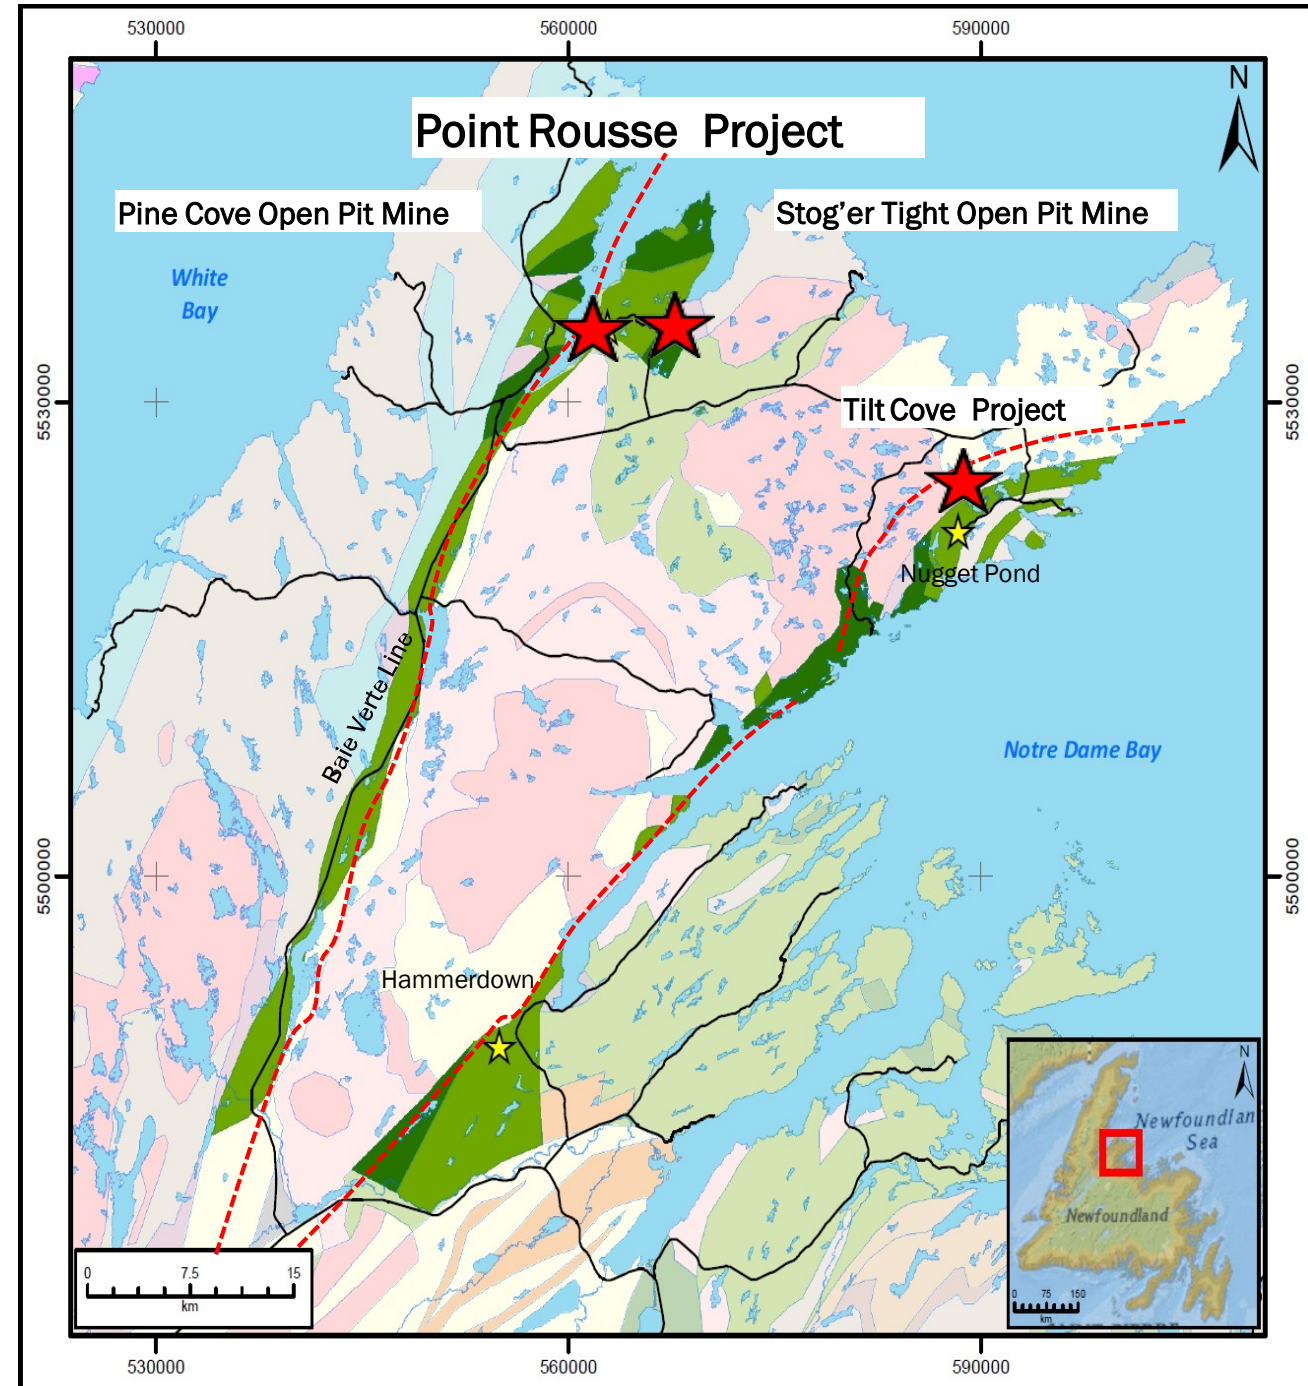 530000
560000
590000
N
Point Rousse Project
Pine Cove Open Pit Mine
Stog'er Tight Open Pit Mine
White
Bay
5530000
5530000
Tilt Cove Project
Nugget Pond
Baie Verte Line
Notre Dame Bay
5500000
5500000
Hammerdown
N
Newfoundlan
Sea
Newfoundland
0 7.5 15
km
0 75 150
km
530000
560000
590000